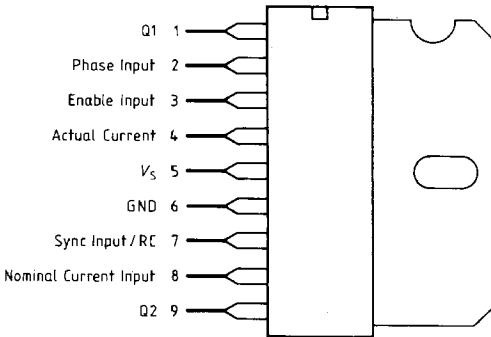 Q1 1
Phase Input 2
Enable Input 3
Actual Current 4
VS 5
GND 6
Sync Input/RC 7
Nominal Current Input 8
Q2 9